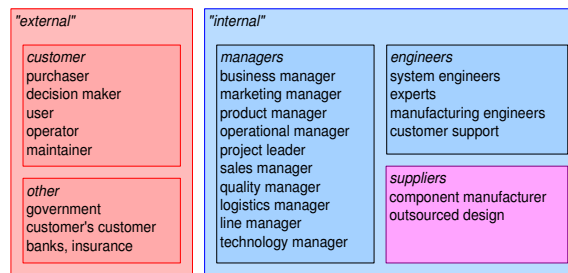 "external"
customer
purchaser
decision maker
user
operator
maintainer
other
government
customer's customer
banks, insurance
"internal"
managers
business manager
marketing manager
product manager
operational manager
project leader
sales manager
quality manager
logistics manager
line manager
technology manager
engineers
system engineers
experts
manufacturing engineers
customer support
suppliers
component manufacturer
outsourced design